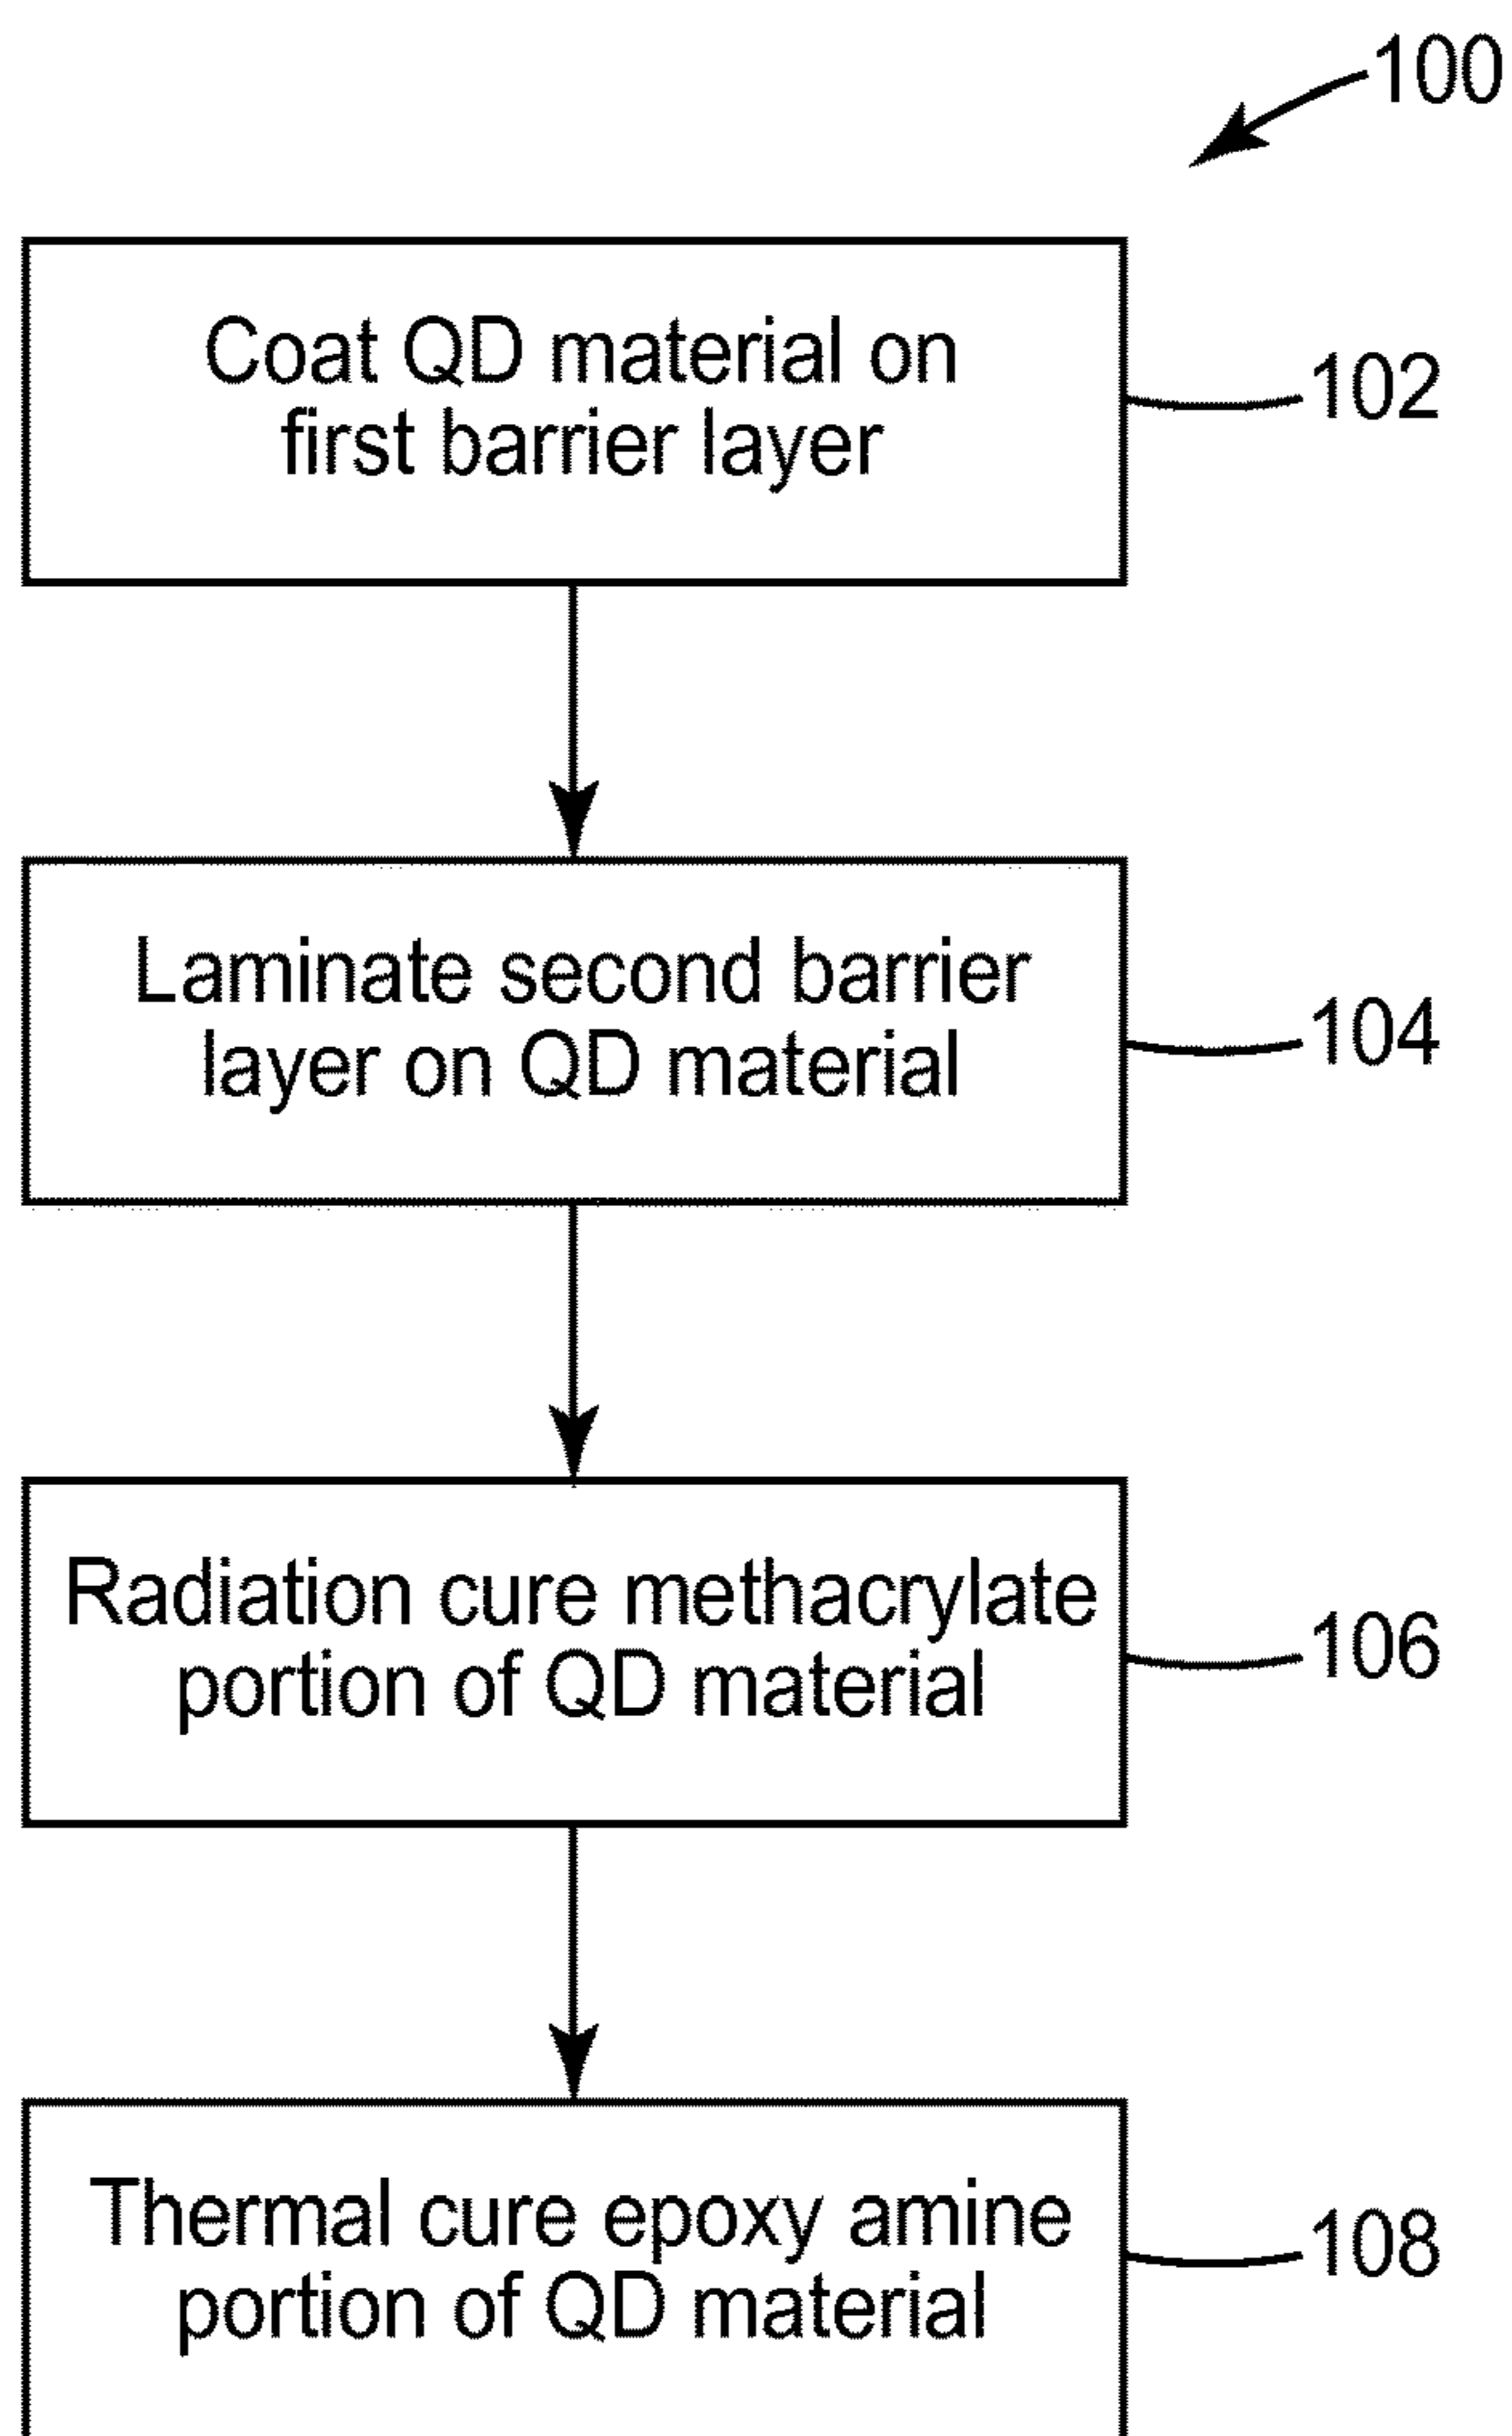 100
Coat QD material on
first barrier layer
102
Laminate second barrier
layer on QD material
104
Radiation cure methacrylate
portion of QD material
106
Thermal cure epoxy amine
portion of QD material
108